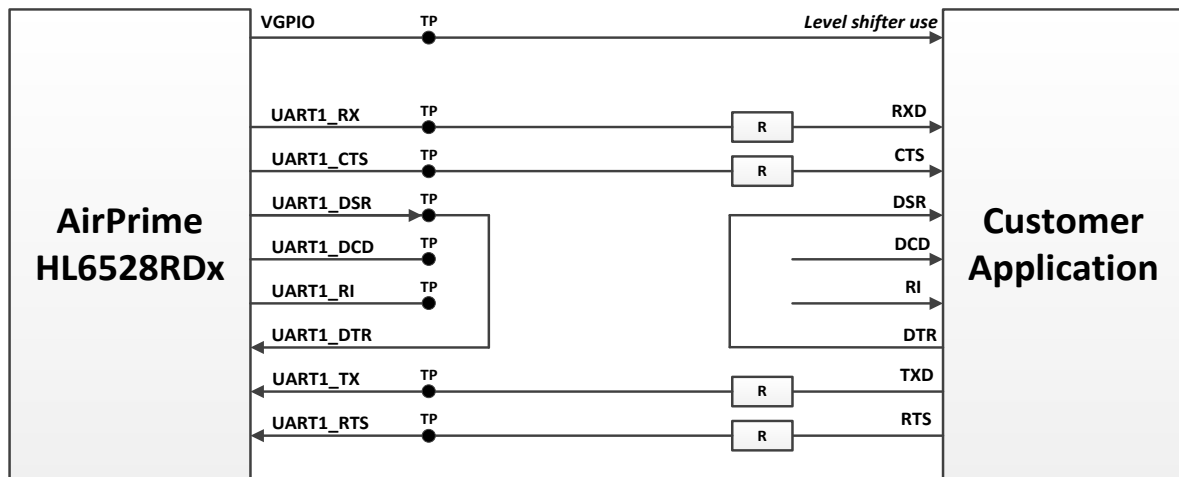 VGPIO TP Level shifter use
UART1_RX TP R RXD
UART1_CTS TP R CTS
UART1_DSR TP DSR
AirPrime
HL6528RDx
Customer
Application
UART1_DCD TP DCD
UART1_RI TP RI
UART1_DTR DTR
UART1_TX TP R TXD
UART1_RTS TP R RTS